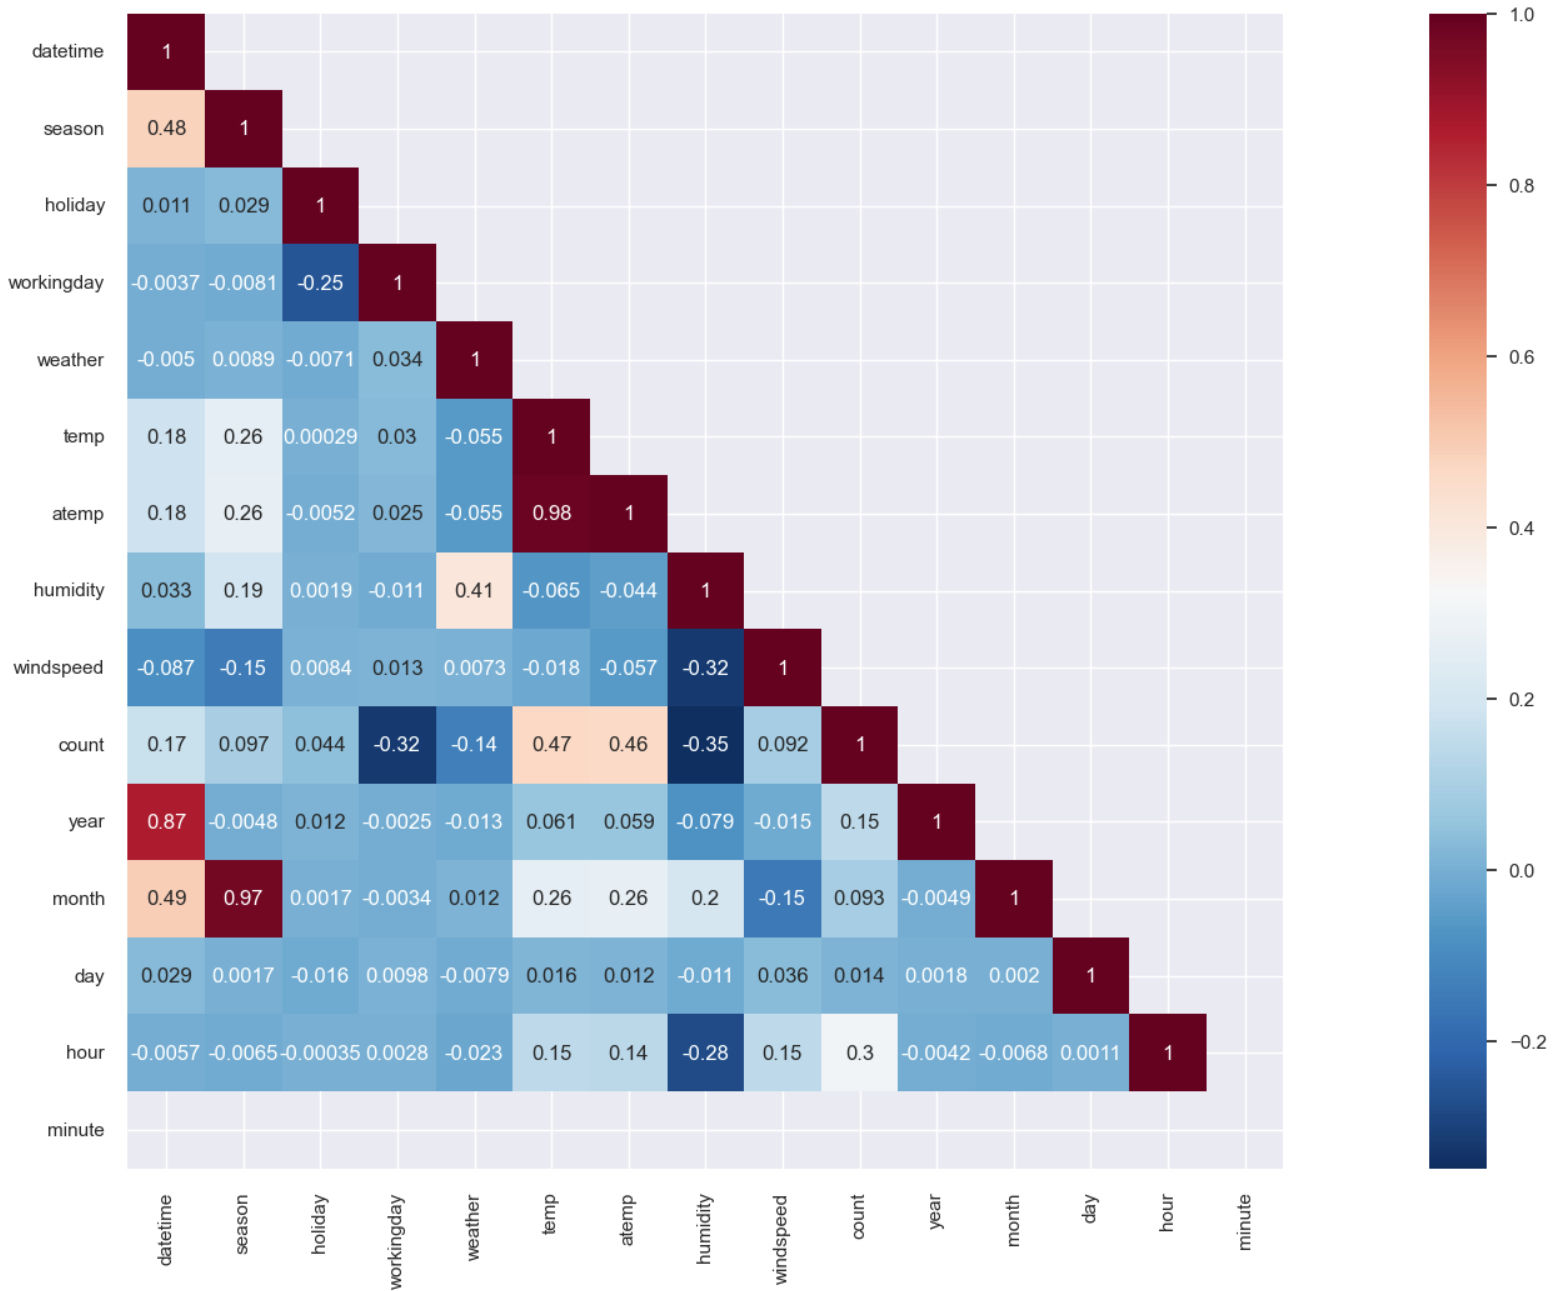 datetime 1
season 0.48 1
holiday 0.011 0.029 1
workingday -0.0037 -0.0081 -0.25 1
weather -0.005 0.0089 -0.0071 0.034 1
temp 0.18 0.26 0.00029 0.03 -0.055 1
atemp 0.18 0.26 -0.0052 0.025 -0.055 0.98 1
humidity 0.033 0.19 0.0019 -0.011 0.41 -0.065 -0.044 1
windspeed -0.087 -0.15 0.0084 0.013 0.0073 -0.018 -0.057 -0.32 1
count 0.17 0.097 0.044 -0.32 -0.14 0.47 0.46 -0.35 0.092 1
year 0.87 -0.0048 0.012 -0.0025 -0.013 0.061 0.059 -0.079 -0.015 0.15 1
month 0.49 0.97 0.0017 -0.0034 0.012 0.26 0.26 0.2 -0.15 0.093 -0.0049 1
day 0.029 0.0017 -0.016 0.0098 -0.0079 0.016 0.012 -0.011 0.036 0.014 0.0018 0.002 1
hour -0.0057 -0.0065 -0.00035 0.0028 -0.023 0.15 0.14 -0.28 0.15 0.3 -0.0042 -0.0068 0.0011 1
minute
datetime season holiday workingday weather temp atemp humidity windspeed count year month day hour minute
1.0
0.8
0.6
0.4
0.2
0.0
−0.2